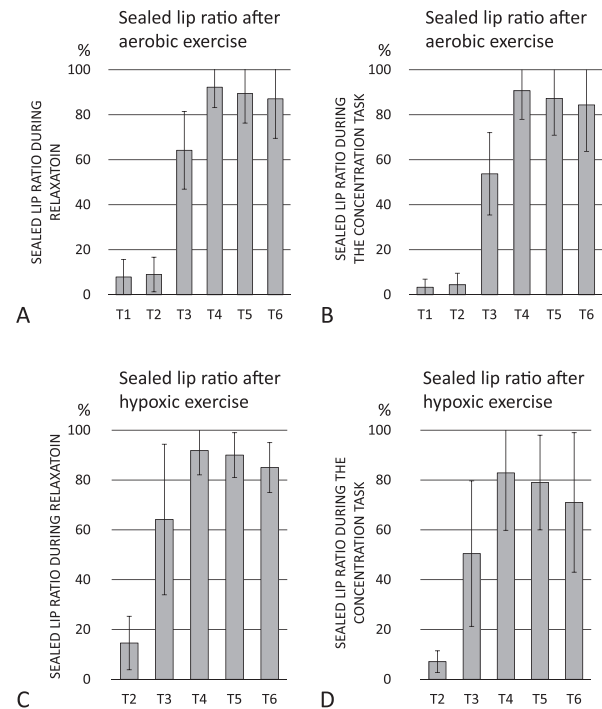 Sealed lip ratio after
aerobic exercise
%
100
80
60
40
20
0
SEALED LIP RATIO DURING
RELAXATOIN
T1 T2 T3 T4 T5 T6
A
Sealed lip ratio after
aerobic exercise
%
100
80
60
40
20
0
SEALED LIP RATIO DURING
THE CONCENTRATION TASK
T1 T2 T3 T4 T5 T6
B
Sealed lip ratio after
hypoxic exercise
%
100
80
60
40
20
0
SEALED LIP RATIO DURING RELAXATOIN
T2 T3 T4 T5 T6
C
Sealed lip ratio after
hypoxic exercise
%
100
80
60
40
20
0
SEALED LIP RATIO DURING THE
CONCENTRATION TASK
T2 T3 T4 T5 T6
D